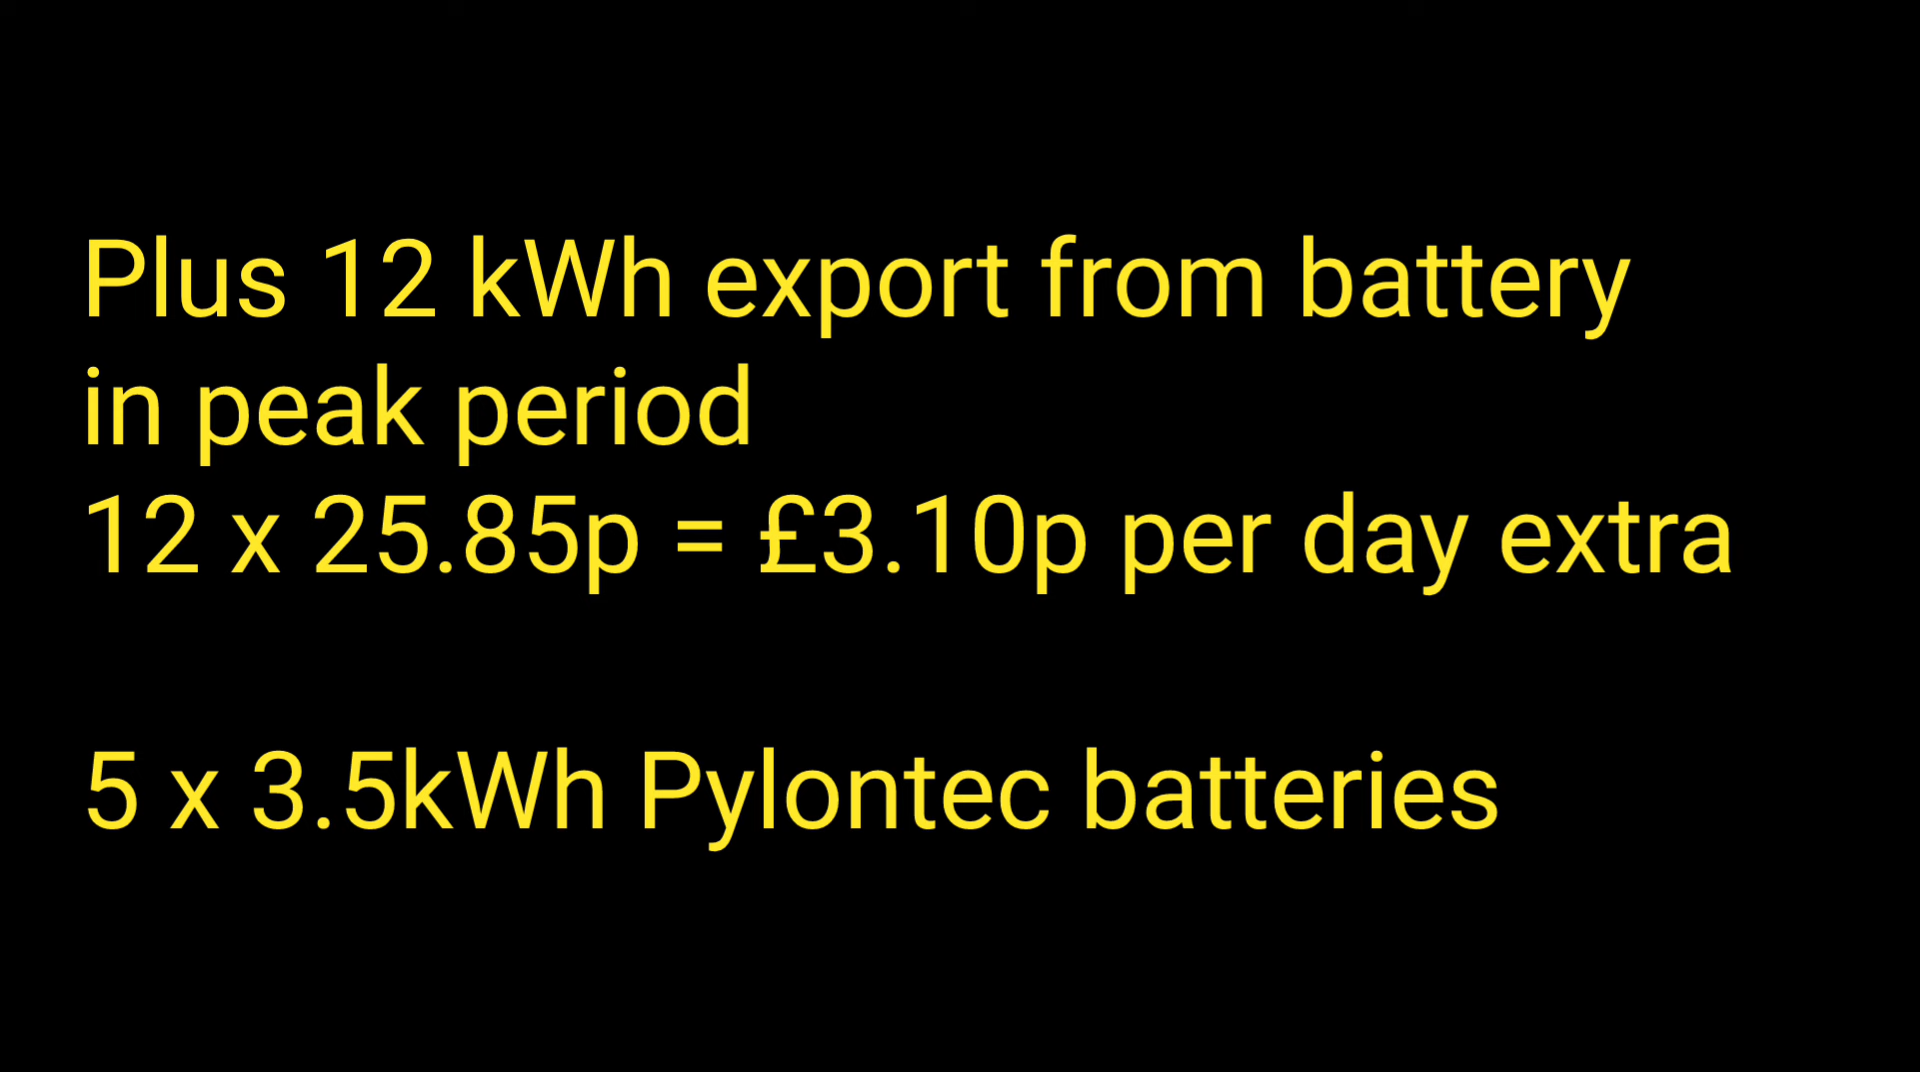 Plus 12 kWh export from battery
in peak period
12 x 25.85p = £3.10p per day extra
5 x 3.5kWh Pylontec batteries